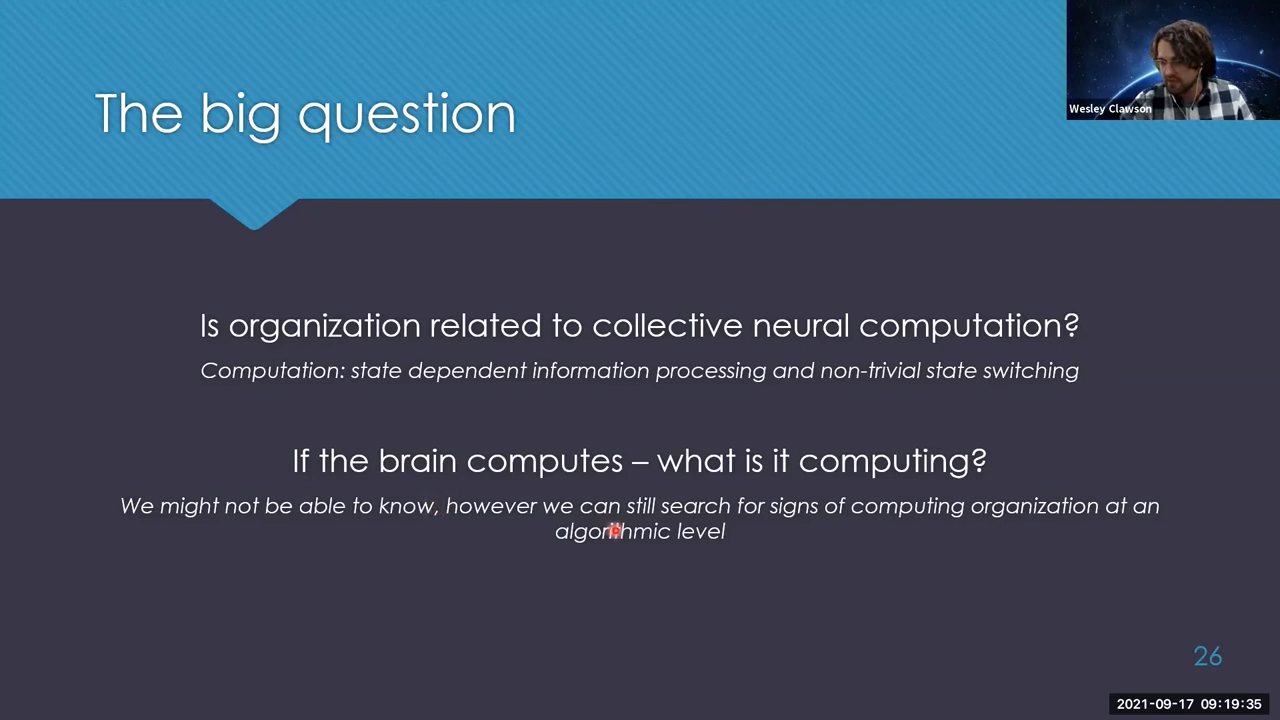 The big question
Wesley Clawson
Is organization related to collective neural computation?
Computation: state dependent information processing and non-trivial state switching
If the brain computes – what is it computing?
We might not be able to know, however we can still search for signs of computing organization at an
algorithmic level
26
2021-09-17 09:19:35